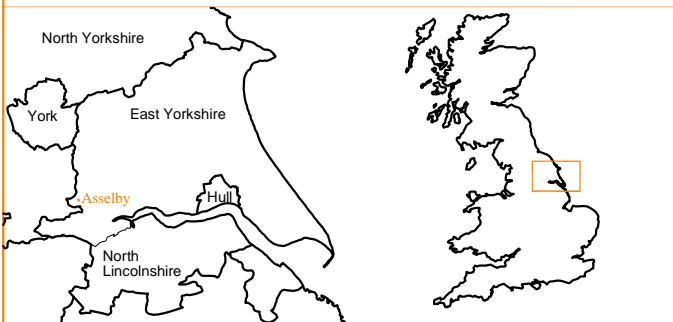 North Yorkshire
York
East Yorkshire
Asselby
Hull
North
Lincolnshire